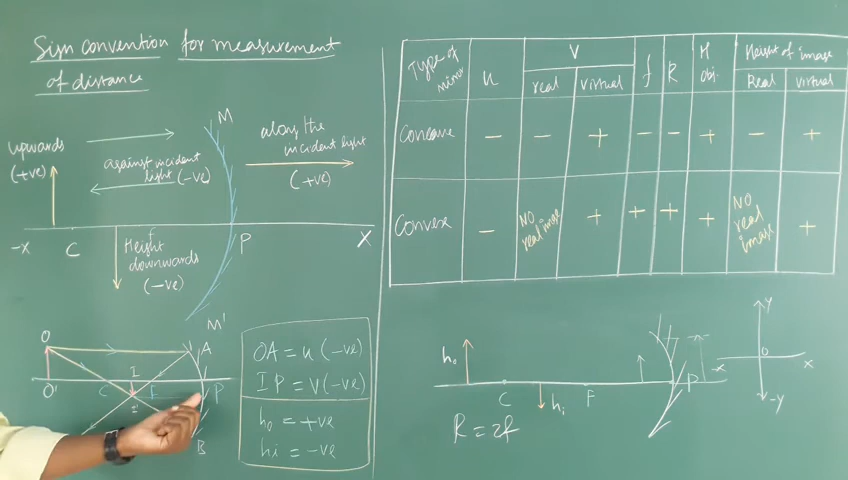 Sign convention for measurement
of distance
M
upwards
(+ve)
against incident
light (-ve)
along the
incident light
(+ve)
-X
C
f
P
X
Height
downwards
(-ve)
M'
O
A
I
O'
C
F
P
I'
B
OA = u (-ve)
IP = v (-ve)
ho = +ve
hi = -ve
Type of
mirror
u
V
real
virtual
f
R
H
obj.
Height of image
Real
virtual
Concave - - + - - + - +
Convex - NO real image + + + + NO real image +
ho
C
hi
F
P
R = 2f
Y
-x
O
x
-Y